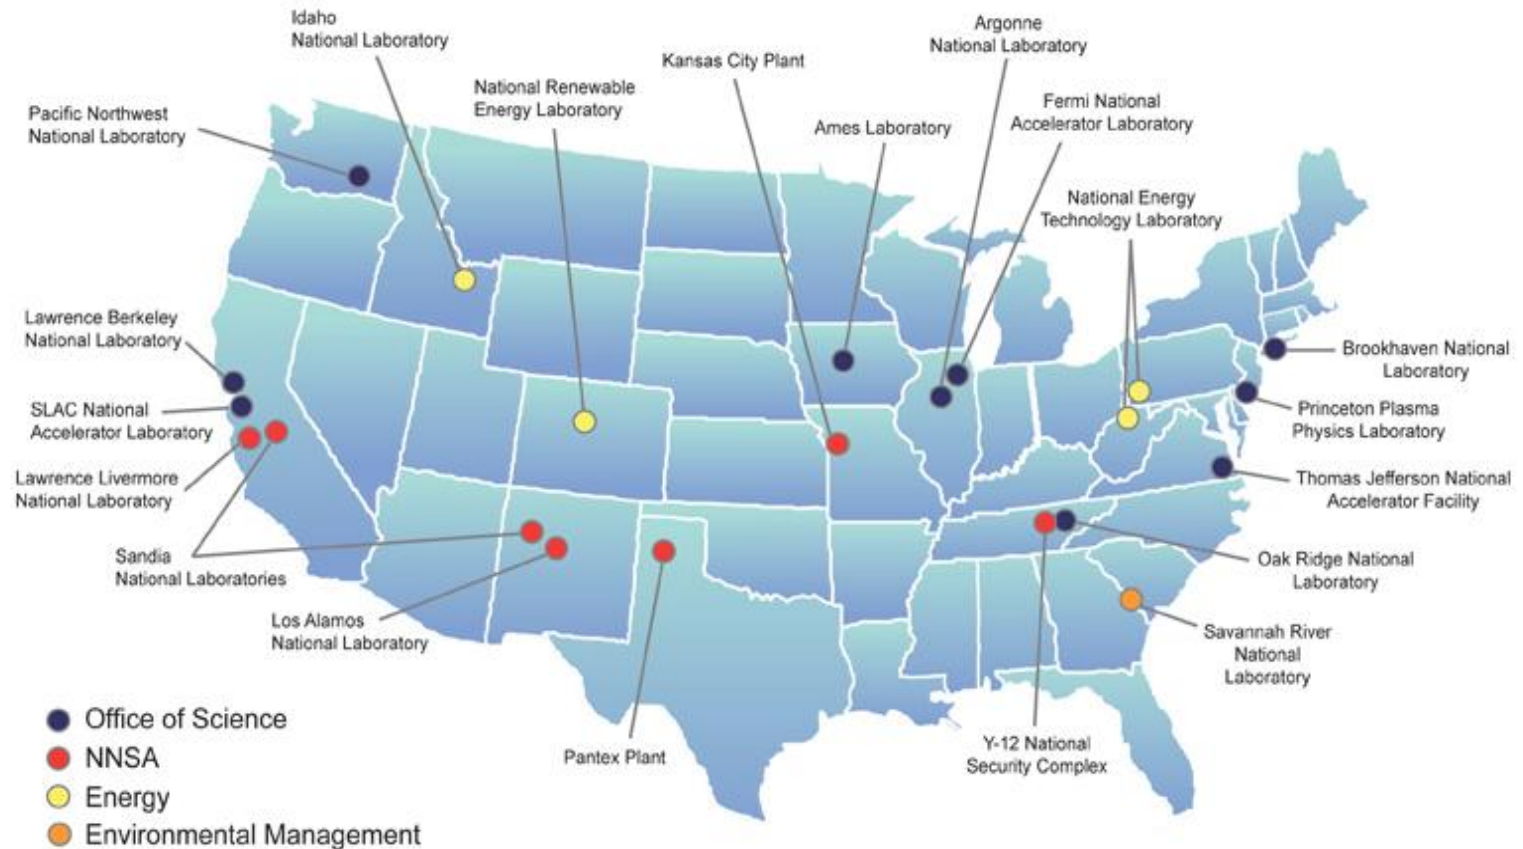 Idaho
National Laboratory
Argonne
National Laboratory
Kansas City Plant
National Renewable
Energy Laboratory
Pacific Northwest
National Laboratory
Fermi National
Accelerator Laboratory
Ames Laboratory
National Energy
Technology Laboratory
Lawrence Berkeley
National Laboratory
Brookhaven National
Laboratory
SLAC National
Accelerator Laboratory
Princeton Plasma
Physics Laboratory
Lawrence Livermore
National Laboratory
Thomas Jefferson National
Accelerator Facility
Sandia
National Laboratories
Oak Ridge National
Laboratory
Los Alamos
National Laboratory
Savannah River
National
Laboratory
Pantex Plant
Y-12 National
Security Complex
Office of Science
NNSA
Energy
Environmental Management